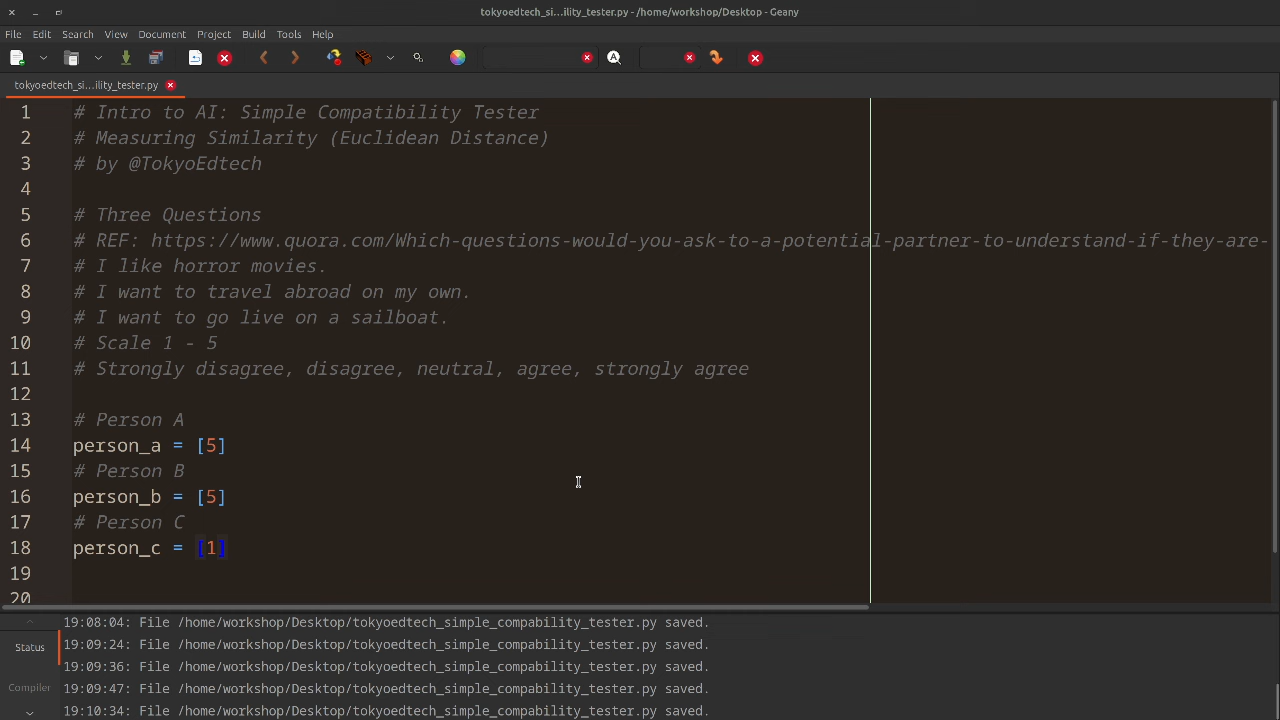 tokyoedtech_si...ility_tester.py - /home/workshop/Desktop - Geany
File Edit Search View Document Project Build Tools Help
tokyoedtech_si...ility_tester.py
1 # Intro to AI: Simple Compatibility Tester
2 # Measuring Similarity (Euclidean Distance)
3 # by @TokyoEdtech
4
5 # Three Questions
6 # REF: https://www.quora.com/Which-questions-would-you-ask-to-a-potential-partner-to-understand-if-they-are-
7 # I like horror movies.
8 # I want to travel abroad on my own.
9 # I want to go live on a sailboat.
10 # Scale 1 - 5
11 # Strongly disagree, disagree, neutral, agree, strongly agree
12
13 # Person A
14 person_a = [5]
15 # Person B
16 person_b = [5]
17 # Person C
18 person_c = [1]
19
20
Status
Compiler
19:08:04: File /home/workshop/Desktop/tokyoedtech_simple_compability_tester.py saved.
19:09:24: File /home/workshop/Desktop/tokyoedtech_simple_compability_tester.py saved.
19:09:36: File /home/workshop/Desktop/tokyoedtech_simple_compability_tester.py saved.
19:09:47: File /home/workshop/Desktop/tokyoedtech_simple_compability_tester.py saved.
19:10:34: File /home/workshop/Desktop/tokyoedtech_simple_compability_tester.py saved.